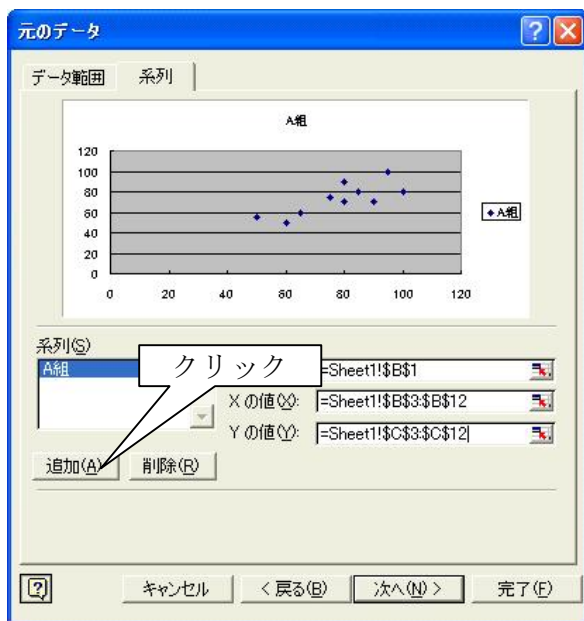 元のデータ
データ範囲 系列
A組
120
100
80
60
40
20
0
0 20 40 60 80 100 120
A組
系列(S)
A組
クリック
=Sheet1!$B$1
Xの値(X): =Sheet1!$B$3:$B$12
Yの値(Y): =Sheet1!$C$3:$C$12
追加(A) 削除(R)
キャンセル < 戻る(B) 次へ(N) > 完了(F)